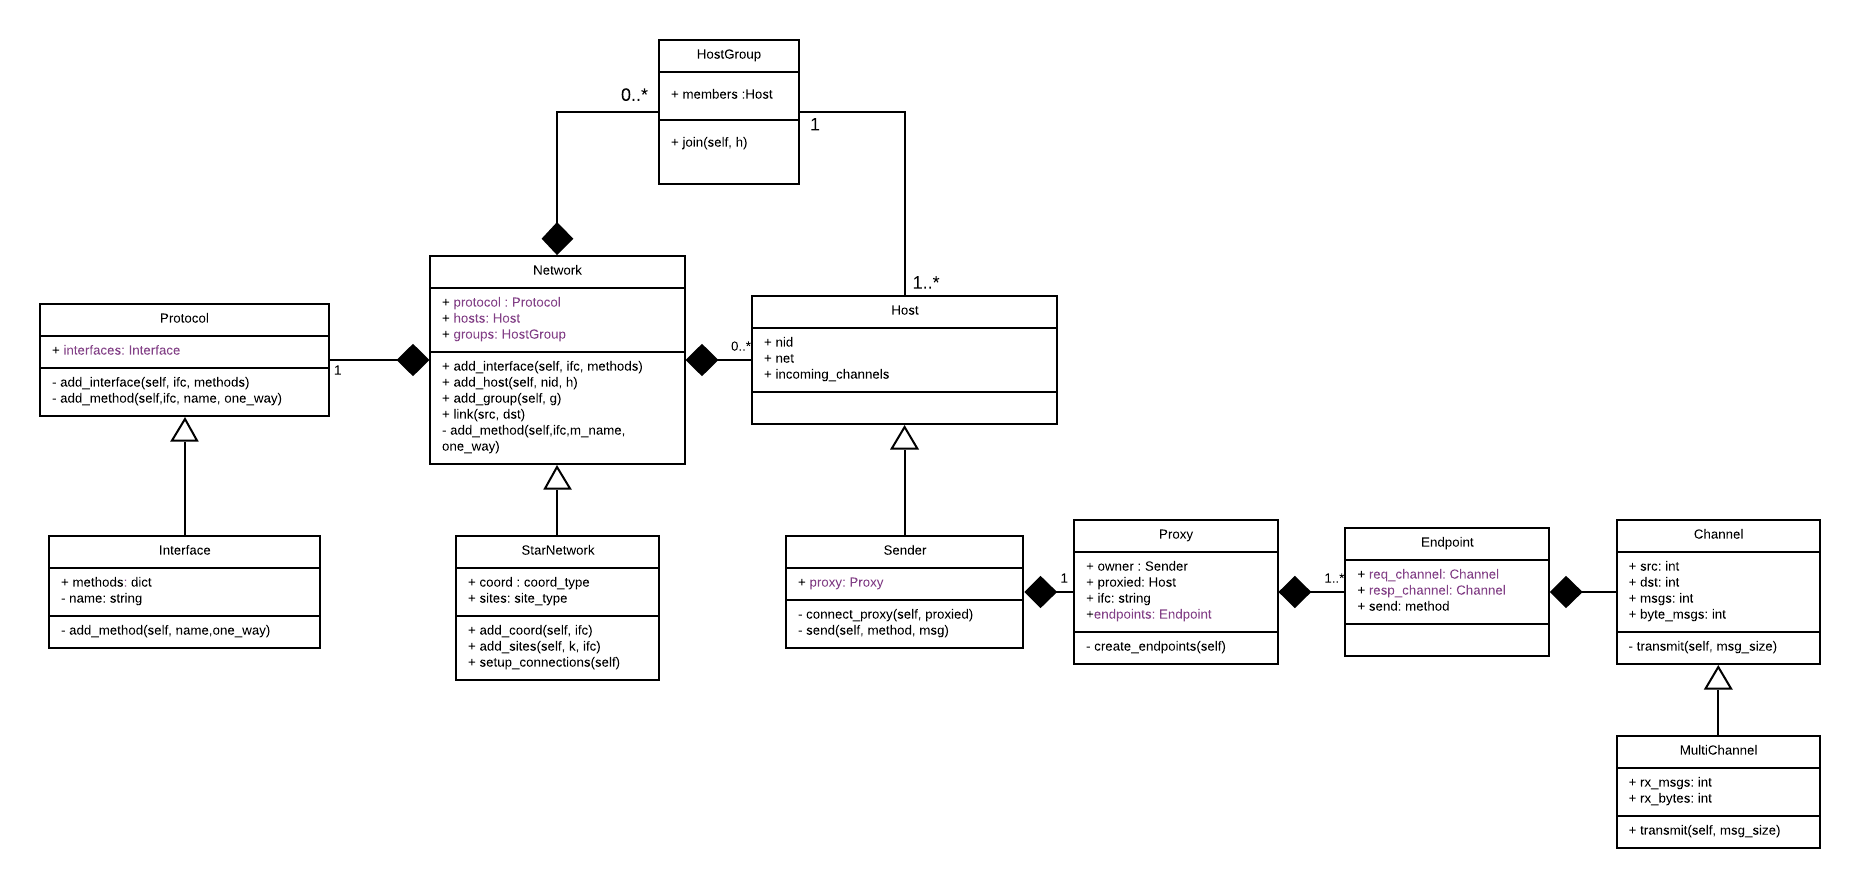 HostGroup
+ members :Host
+ join(self, h)
0..*
1
1..*
Network
+ protocol : Protocol
+ hosts: Host
+ groups: HostGroup
+ add_interface(self, ifc, methods)
+ add_host(self, nid, h)
+ add_group(self, g)
+ link(src, dst)
- add_method(self,ifc,m_name,
one_way)
Protocol
+ interfaces: Interface
- add_interface(self, ifc, methods)
- add_method(self,ifc, name, one_way)
1
0..*
Host
+ nid
+ net
+ incoming_channels
Interface
+ methods: dict
- name: string
- add_method(self, name,one_way)
StarNetwork
+ coord : coord_type
+ sites: site_type
+ add_coord(self, ifc)
+ add_sites(self, k, ifc)
+ setup_connections(self)
Sender
+ proxy: Proxy
- connect_proxy(self, proxied)
- send(self, method, msg)
1
Proxy
+ owner : Sender
+ proxied: Host
+ ifc: string
+endpoints: Endpoint
- create_endpoints(self)
1..*
Endpoint
+ req_channel: Channel
+ resp_channel: Channel
+ send: method
Channel
+ src: int
+ dst: int
+ msgs: int
+ byte_msgs: int
- transmit(self, msg_size)
MultiChannel
+ rx_msgs: int
+ rx_bytes: int
+ transmit(self, msg_size)